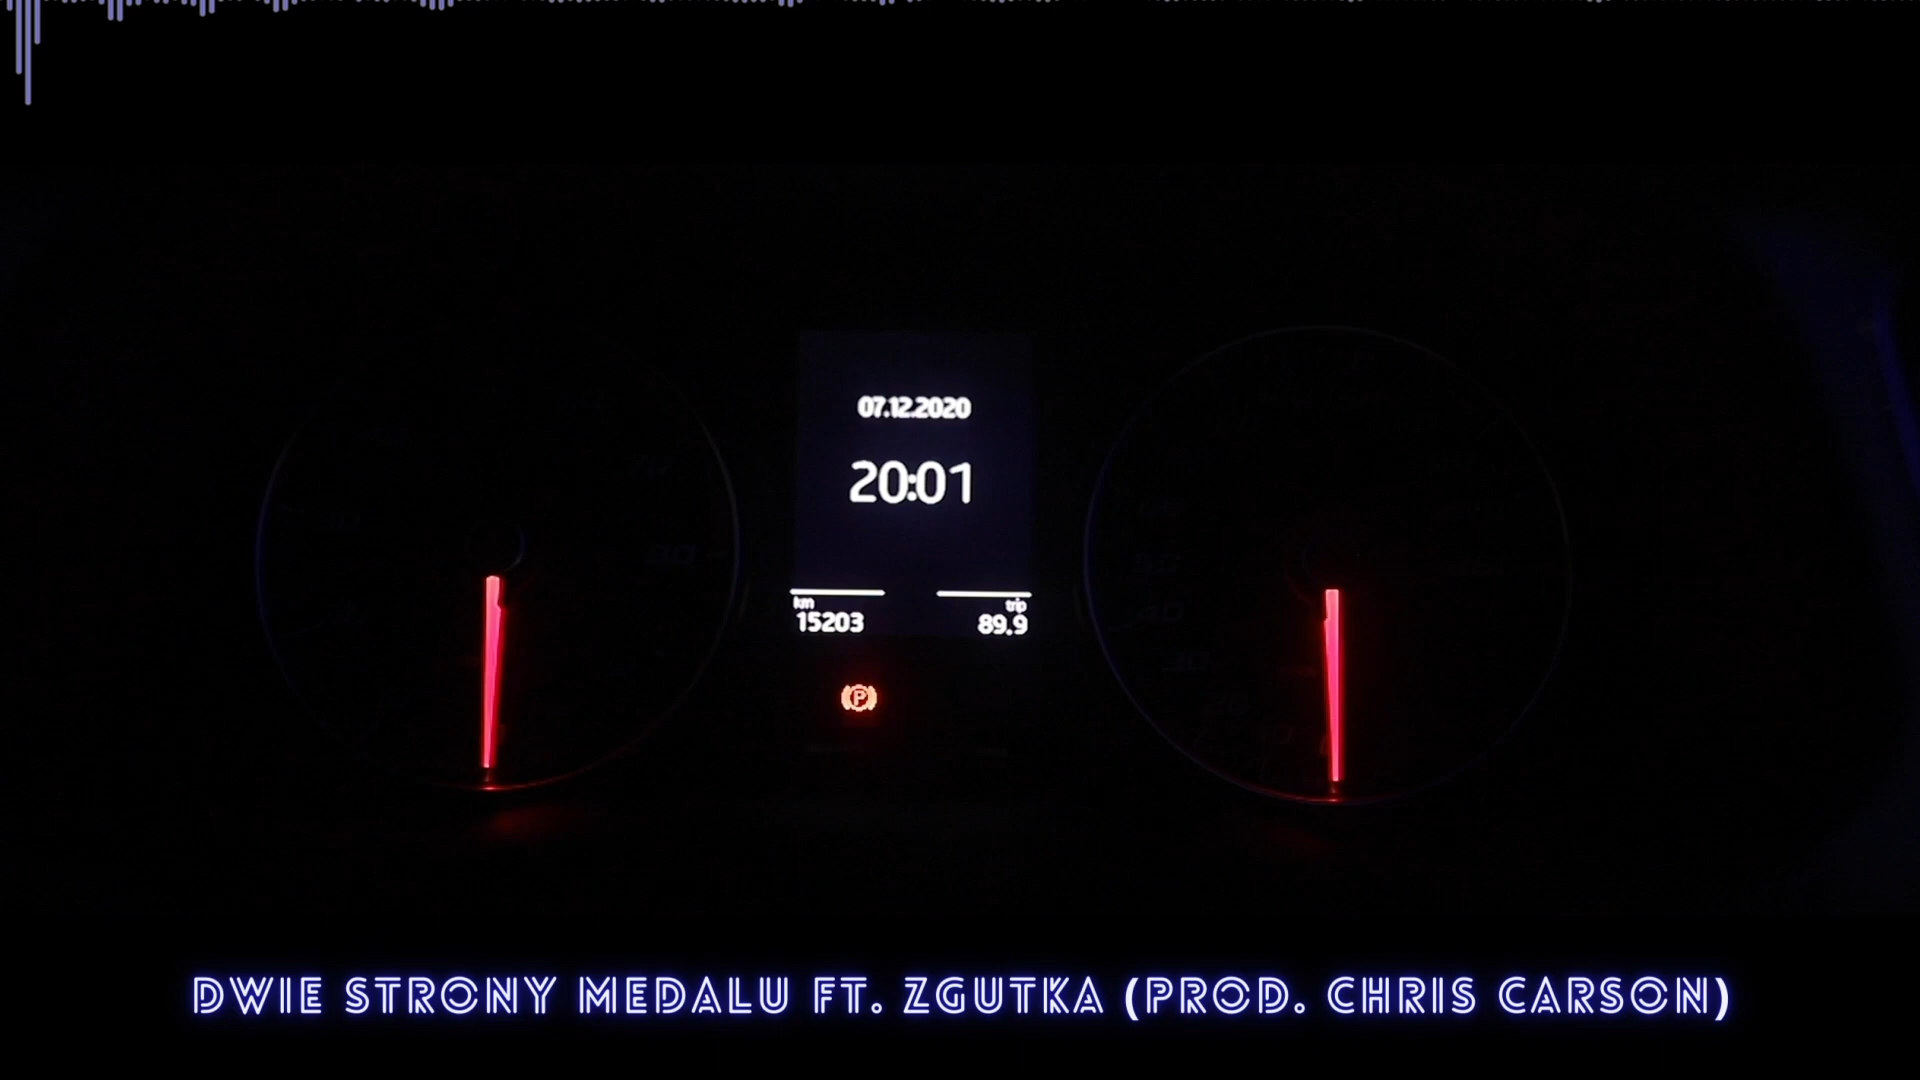 07.12.2020
20:01
km
trip
15203
89.9
P
DWIE STRONY MEDALU FT. ZGUTKA (PROD. CHRIS CARSON)